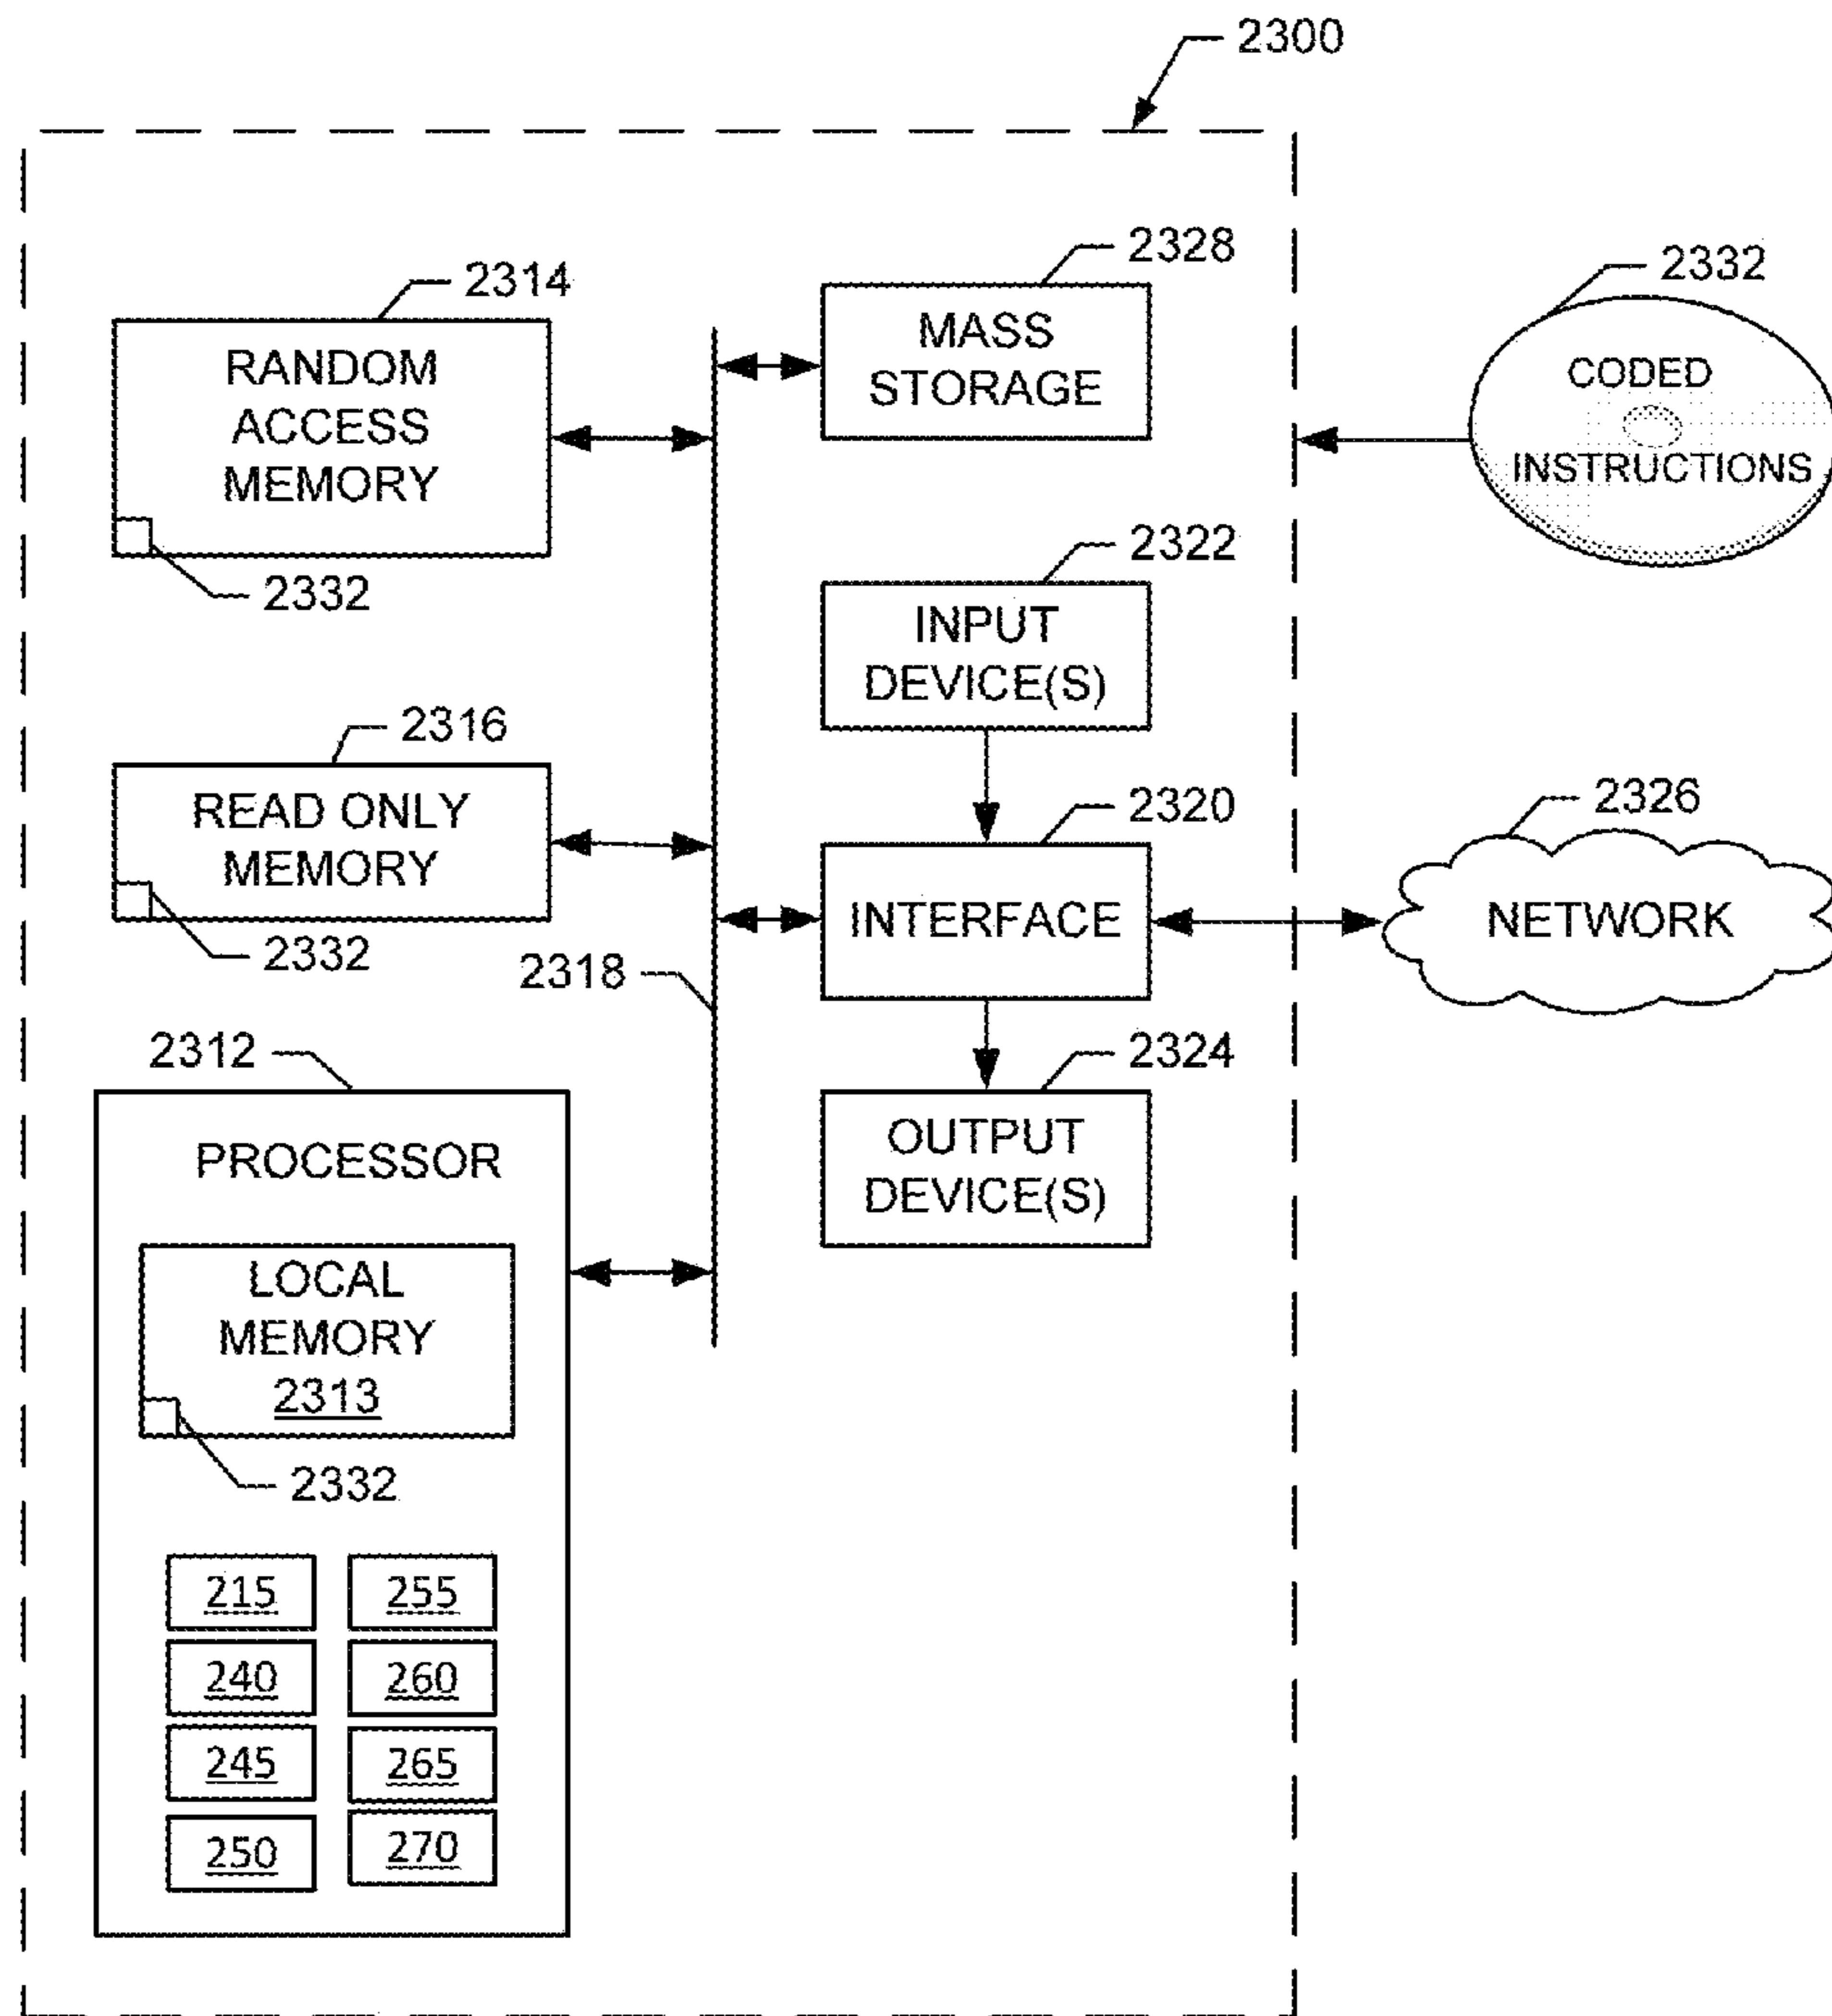 2300
2314
RANDOM
ACCESS
MEMORY
2332
2328
MASS
STORAGE
2332
CODED
INSTRUCTIONS
2322
INPUT
DEVICE(S)
2316
READ ONLY
MEMORY
2332
2318
2320
INTERFACE
2326
NETWORK
2324
OUTPUT
DEVICE(S)
2312
PROCESSOR
LOCAL
MEMORY
2313
2332
215
255
240
260
245
265
250
270